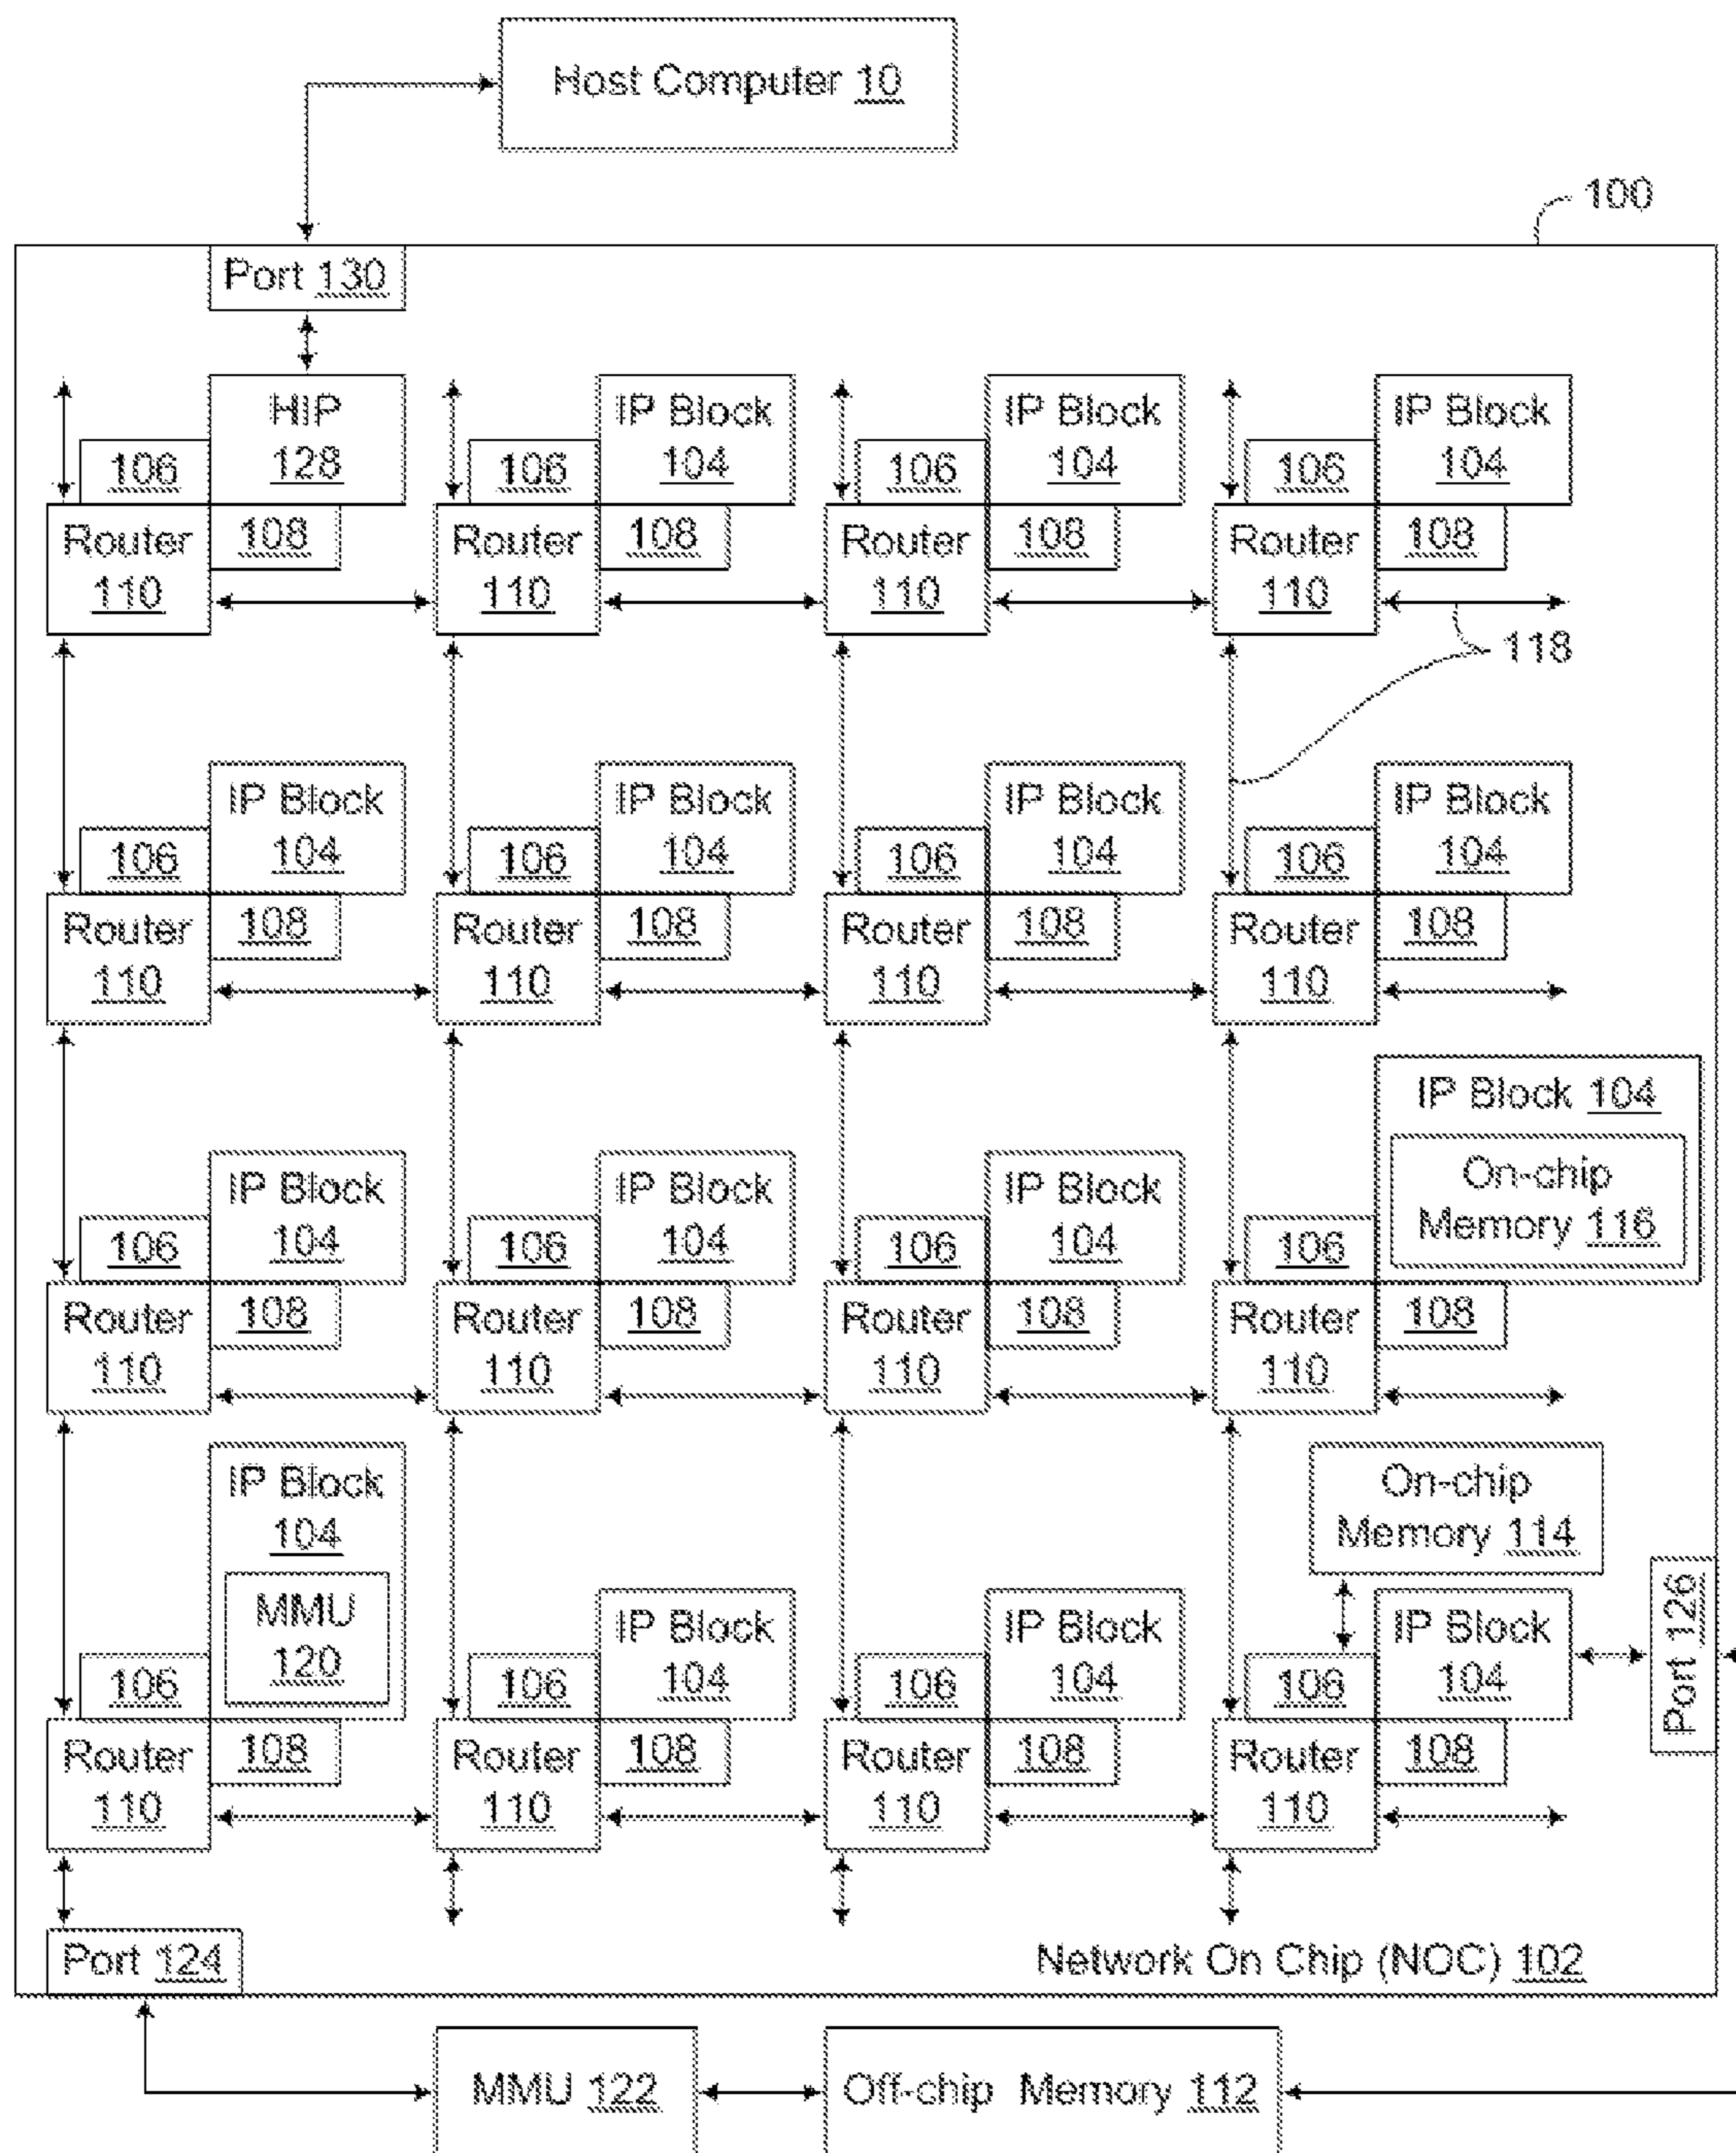 Host Computer 10
100
Port 130
HIP
128
106
Router
110
108
IP Block
104
106
Router
110
108
IP Block
104
106
Router
110
108
IP Block
104
106
Router
110
108
118
IP Block
104
106
Router
110
108
IP Block
104
106
Router
110
108
IP Block
104
106
Router
110
108
IP Block
104
106
Router
110
108
IP Block
104
106
Router
110
108
IP Block
104
106
Router
110
108
IP Block
104
106
Router
110
108
IP Block 104
On-chip
Memory 116
106
Router
110
108
IP Block
104
MMU
120
106
Router
110
108
IP Block
104
106
Router
110
108
IP Block
104
106
Router
110
108
On-chip
Memory 114
IP Block
104
106
Router
110
108
Port 126
Port 124
Network On Chip (NOC) 102
MMU 122
Off-chip Memory 112